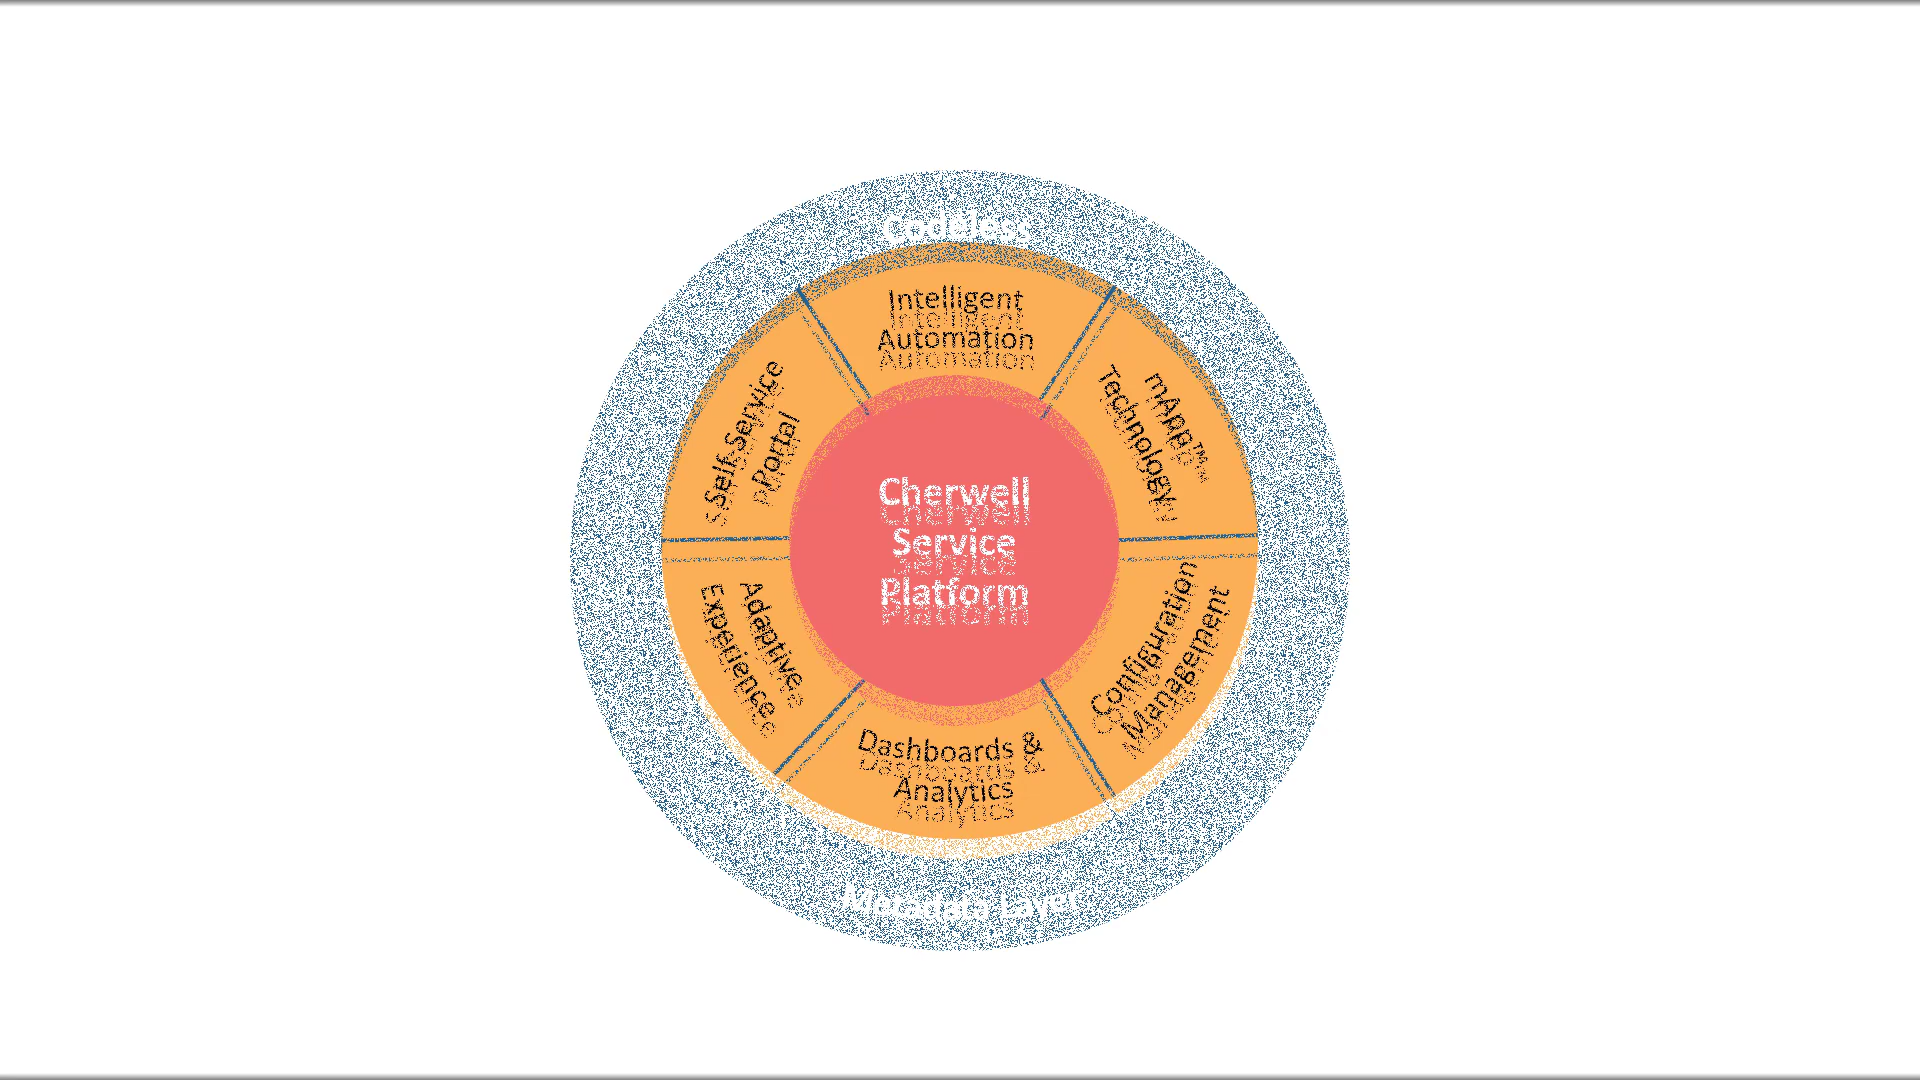 Codeless
Intelligent
Automation
mApp™
Technology
Configuration
Management
Dashboards &
Analytics
Adaptive
Experience
Self-Service
Portal
Cherwell
Service
Platform
Metadata Layer